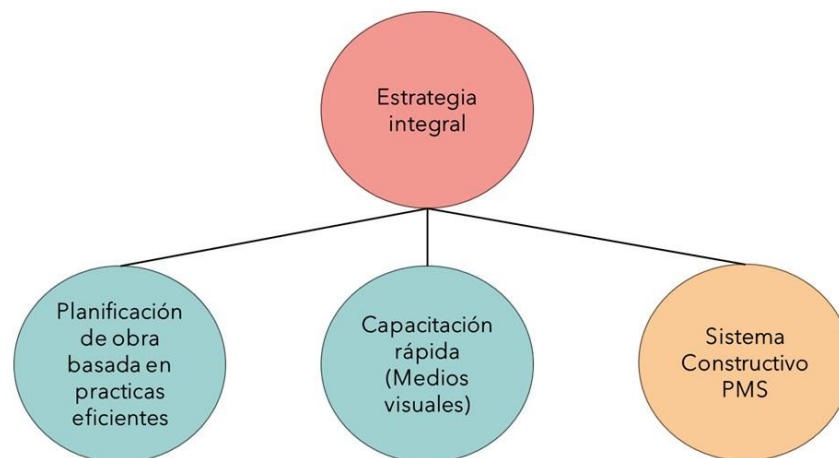 Estrategia
integral
Planificación
de obra
basada en
practicas
eficientes
Capacitación
rápida
(Medios
visuales)
Sistema
Constructivo
PMS